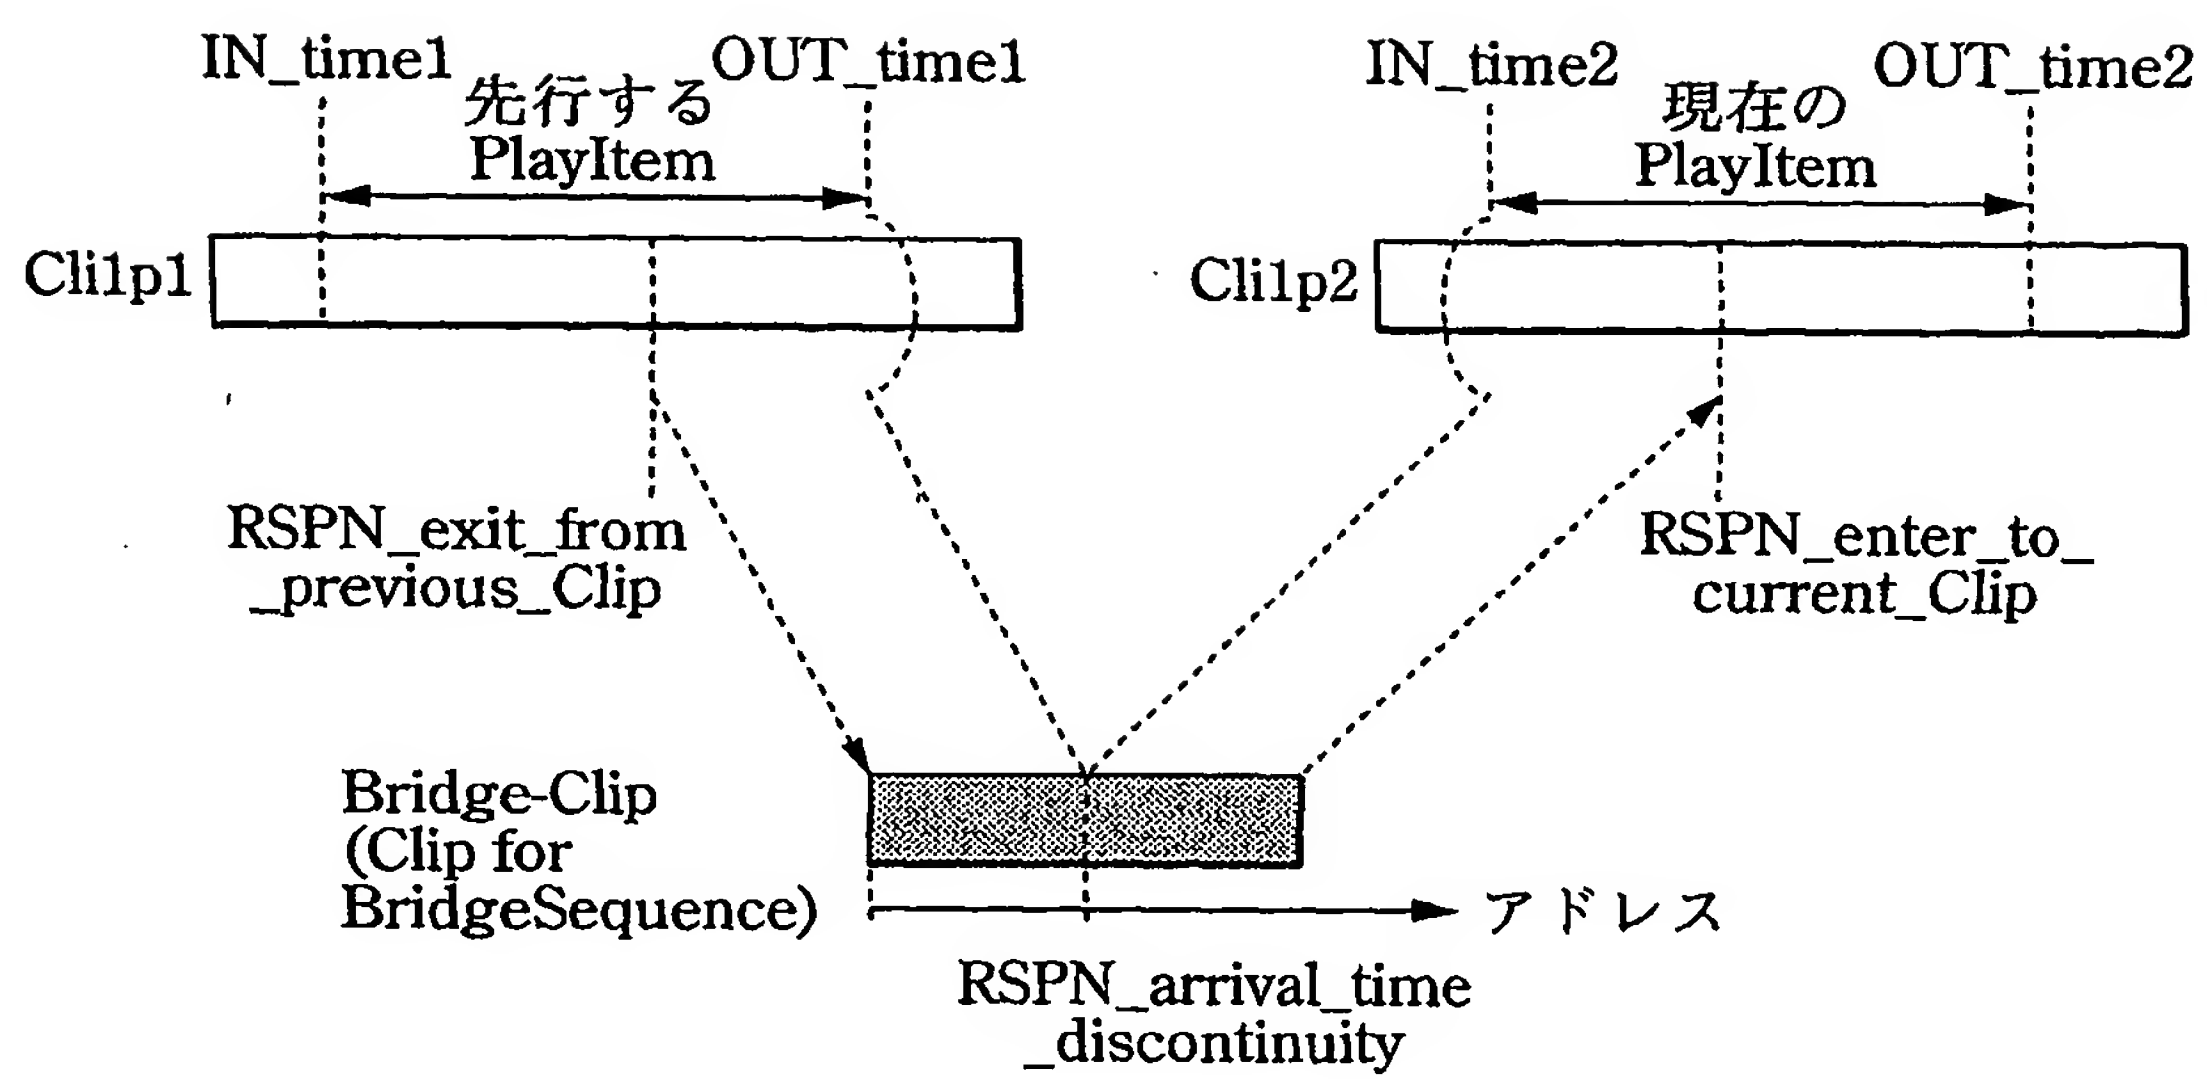 IN_time1
OUT_time1
先行する
PlayItem
IN_time2
OUT_time2
現在の
PlayItem
Cli1p1
Cli1p2
RSPN_exit_from
_previous_Clip
RSPN_enter_to_
current_Clip
Bridge-Clip
(Clip for
BridgeSequence)
アドレス
RSPN_arrival_time
_discontinuity